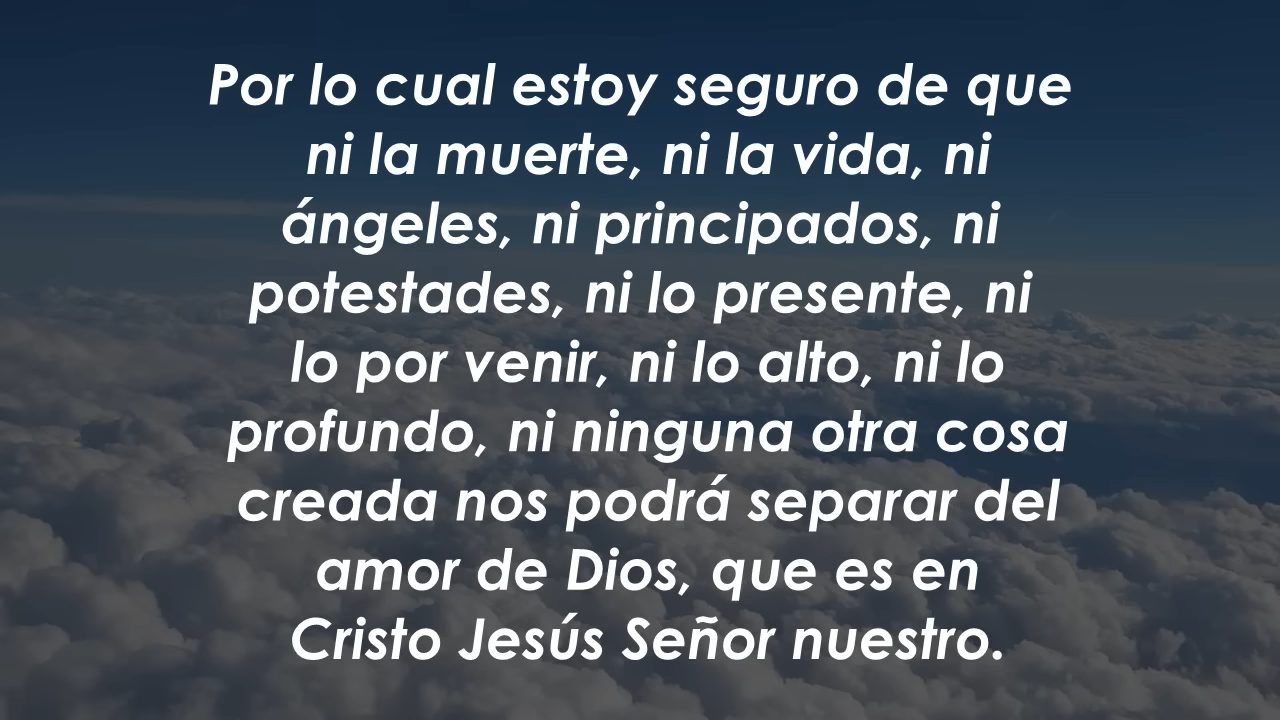 Por lo cual estoy seguro de que
ni la muerte, ni la vida, ni
ángeles, ni principados, ni
potestades, ni lo presente, ni
lo por venir, ni lo alto, ni lo
profundo, ni ninguna otra cosa
creada nos podrá separar del
amor de Dios, que es en
Cristo Jesús Señor nuestro.